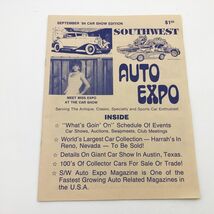 SEPTEMBER '84 CAR SHOW EDITION
$1.50
SOUTHWEST
AUTO
EXPO
MEET MISS EXPO
AT THE CAR SHOW
Serving The Antique, Classic, Specialty and Sports Car Enthusiast
INSIDE
☆ "What's Goin' On" Schedule of Events
Car Shows, Auctions, Swapmeets, Club Meetings
☆ World's Largest Car Collection — Harrah's In
Reno, Nevada — To Be Sold!
☆ Details On Giant Car Show In Austin, Texas.
☆ 100's Of Collector Cars For Sale or Trade!
☆ S/W Auto Expo Magazine is One of the
Fastest Growing Auto Related Magazines in
the U.S.A.